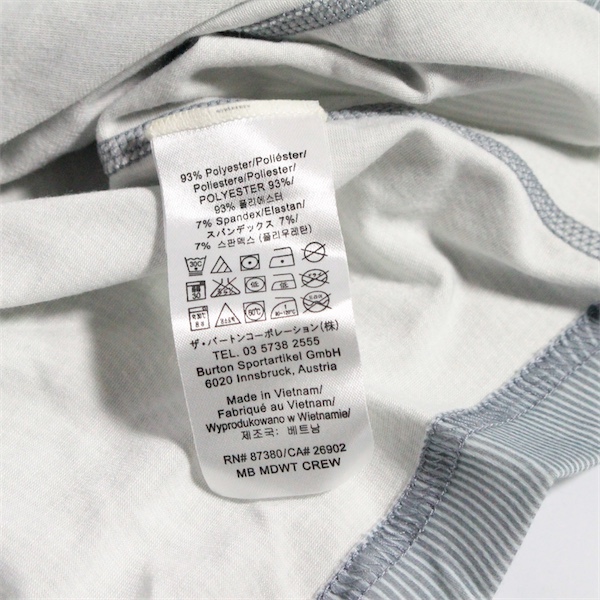 93% Polyester/Poliéster/
Poliestere/Poliester/
POLYESTER 93%/
93% 폴리에스터
7% Spandex/Elastan/
スパンデックス 7%/
7% 스판덱스 (폴리우레탄)
30C
ザ・バートンコーポレーション(株)
TEL. 03 5738 2555
Burton Sportartikel GmbH
6020 Innsbruck, Austria
Made in Vietnam/
Fabriqué au Vietnam/
Wyprodukowano w Wietnamie/
제조국: 베트남
RN# 87380/CA# 26902
MB MDWT CREW